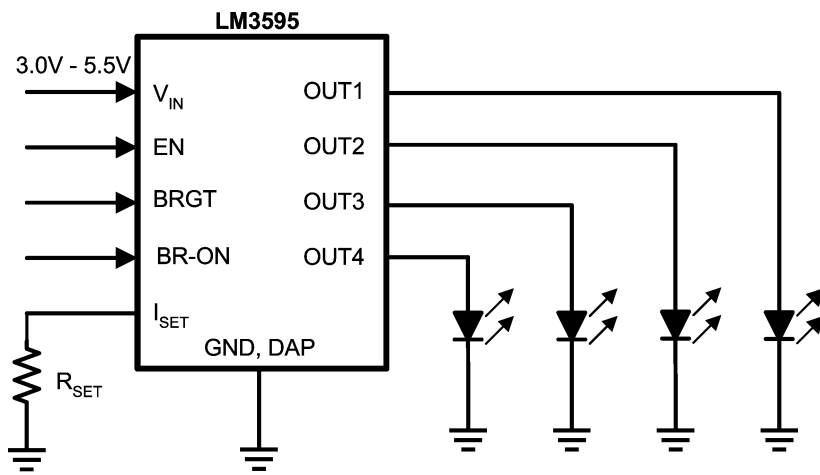 LM3595
3.0V - 5.5V
VIN
OUT1
EN
OUT2
BRGT
OUT3
BR-ON
OUT4
ISET
GND, DAP
RSET